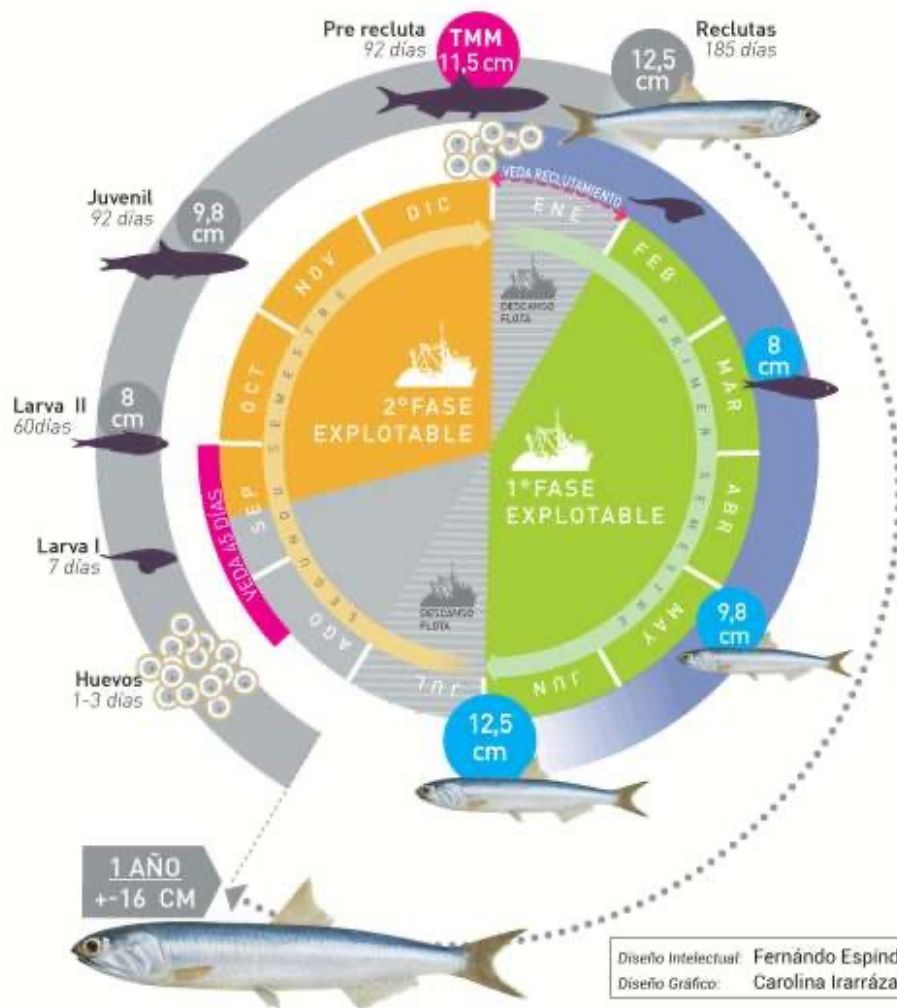 Pre recluta
92 días
TMM
11,5 cm
12,5
cm
Reclutas
185 días
Juvenil
92 días
9,8
cm
Larva II
60días
8
cm
Larva I
7 días
Huevos
1-3 días
VEDA RECLUTAMIENTO
ENE
FEB
MAR
ABR
MAY
JUN
JUL
AGO
SEP
OCT
NOV
DIC
PRIMER SEMESTRE
SEGUNDO SEMESTRE
DESCANSO
FLOTA
2°FASE
EXPLOTABLE
1°FASE
EXPLOTABLE
DESCANSO
FLOTA
VEDA 45 DÍAS
8
cm
9,8
cm
12,5
cm
1 AÑO
+-16 CM
Diseño Intelectual: Fernándo Espind
Diseño Gráfico: Carolina Irarráza